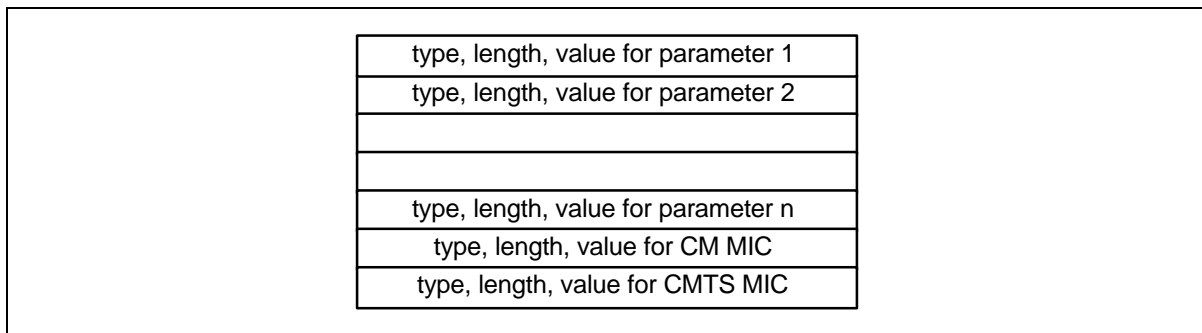 type, length, value for parameter 1
type, length, value for parameter 2
type, length, value for parameter n
type, length, value for CM MIC
type, length, value for CMTS MIC